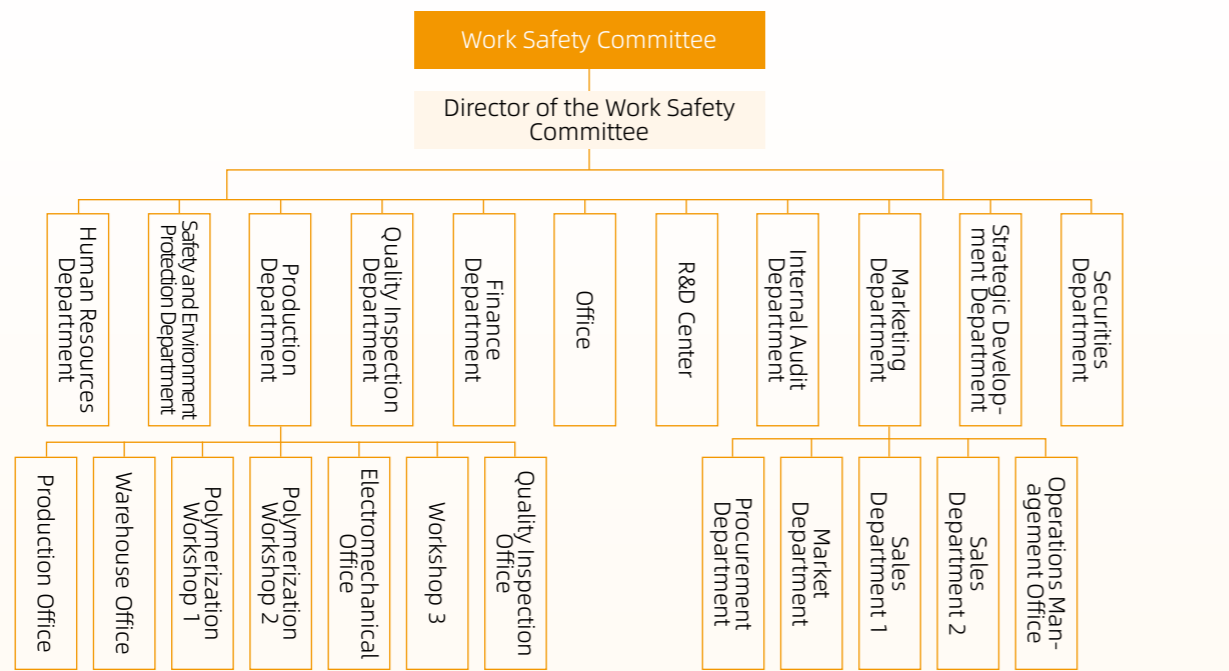 Work Safety Committee
Director of the Work Safety
Committee
Human Resources
Department
Safety and Environment
Protection Department
Production
Department
Quality Inspection
Department
Finance
Department
Office
R&D Center
Internal Audit
Department
Marketing
Department
Strategic Develop-
ment Department
Securities
Department
Production Office
Warehouse Office
Polymerization
Workshop 1
Polymerization
Workshop 2
Electromechanical
Office
Workshop 3
Quality Inspection
Office
Procurement
Department
Market
Department
Sales
Department 1
Sales
Department 2
Operations Man-
agement Office